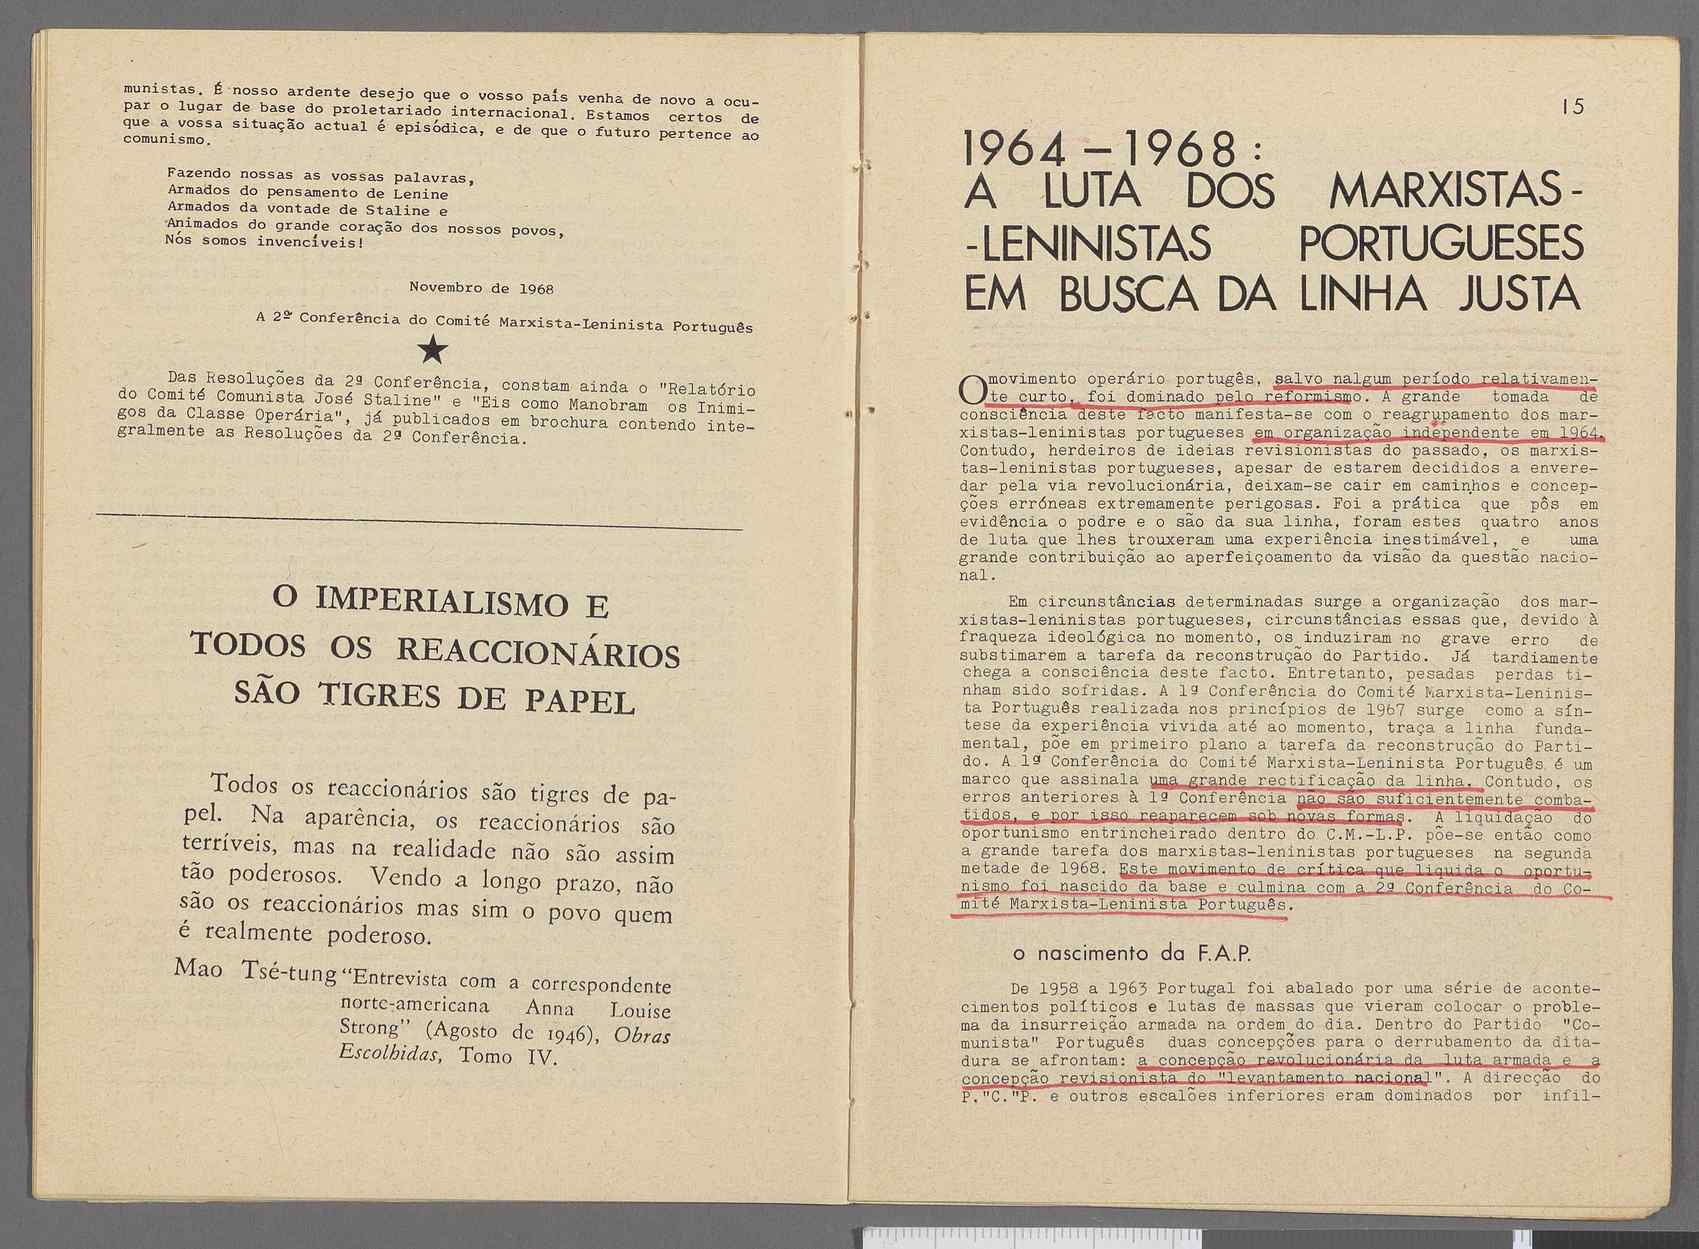 munistas. É nosso ardente desejo que o vosso país venha de novo a ocu-
par o lugar de base do proletariado internacional. Estamos certos de
que a vossa situação actual é episódica, e de que o futuro pertence ao
comunismo.
Fazendo nossas as vossas palavras,
Armados do pensamento de Lenine
Armados da vontade de Staline e
Animados do grande coração dos nossos povos,
Nós somos invencíveis!
Novembro de 1968
A 2ª Conferência do Comité Marxista-Leninista Português
★
Das Resoluções da 2ª Conferência, constam ainda o "Relatório
do Comité Comunista José Staline" e "Eis como Manobram os Inimi-
gos da Classe Operária", já publicados em brochura contendo inte-
gralmente as Resoluções da 2ª Conferência.
O IMPERIALISMO E
TODOS OS REACCIONÁRIOS
SÃO TIGRES DE PAPEL
Todos os reaccionários são tigres de pa-
pel. Na aparência, os reaccionários são
terríveis, mas na realidade não são assim
tão poderosos. Vendo a longo prazo, não
são os reaccionários mas sim o povo quem
é realmente poderoso.
Mao Tsé-tung "Entrevista com a correspondente
norte-americana Anna Louise
Strong" (Agosto de 1946), Obras
Escolhidas, Tomo IV.
15
1964 – 1968 :
A LUTA DOS MARXISTAS-
-LENINISTAS PORTUGUESES
EM BUSCA DA LINHA JUSTA
O movimento operário portugês, salvo nalgum período relativamen-
te curto, foi dominado pelo reformismo. A grande tomada de
consciência deste facto manifesta-se com o reagrupamento dos mar-
xistas-leninistas portugueses em organização independente em 1964.
Contudo, herdeiros de ideias revisionistas do passado, os marxis-
tas-leninistas portugueses, apesar de estarem decididos a envere-
dar pela via revolucionária, deixam-se cair em caminhos e concep-
ções erróneas extremamente perigosas. Foi a prática que pôs em
evidência o podre e o são da sua linha, foram estes quatro anos
de luta que lhes trouxeram uma experiência inestimável, e uma
grande contribuição ao aperfeiçoamento da visão da questão nacio-
nal.
Em circunstâncias determinadas surge a organização dos mar-
xistas-leninistas portugueses, circunstâncias essas que, devido à
fraqueza ideológica no momento, os induziram no grave erro de
substimarem a tarefa da reconstrução do Partido. Já tardiamente
chega a consciência deste facto. Entretanto, pesadas perdas ti-
nham sido sofridas. A 1ª Conferência do Comité Marxista-Leninis-
ta Português realizada nos princípios de 1967 surge como a sín-
tese da experiência vivida até ao momento, traça a linha funda-
mental, põe em primeiro plano a tarefa da reconstrução do Parti-
do. A 1ª Conferência do Comité Marxista-Leninista Português é um
marco que assinala uma grande rectificação da linha. Contudo, os
erros anteriores à 1ª Conferência não são suficientemente comba-
tidos, e por isso reaparecem sob novas formas. A liquidação do
oportunismo entrincheirado dentro do C.M.-L.P. põe-se então como
a grande tarefa dos marxistas-leninistas portugueses na segunda
metade de 1968. Este movimento de crítica que liquida o oportu-
nismo foi nascido da base e culmina com a 2ª Conferência do Co-
mité Marxista-Leninista Português.
o nascimento da F.A.P.
De 1958 a 1963 Portugal foi abalado por uma série de aconte-
cimentos políticos e lutas de massas que vieram colocar o proble-
ma da insurreição armada na ordem do dia. Dentro do Partido "Co-
munista" Português duas concepções para o derrubamento da dita-
dura se afrontam: a concepção revolucionária da luta armada e a
concepção revisionista do "levantamento nacional". A direcção do
P."C."P. e outros escalões inferiores eram dominados por infil-